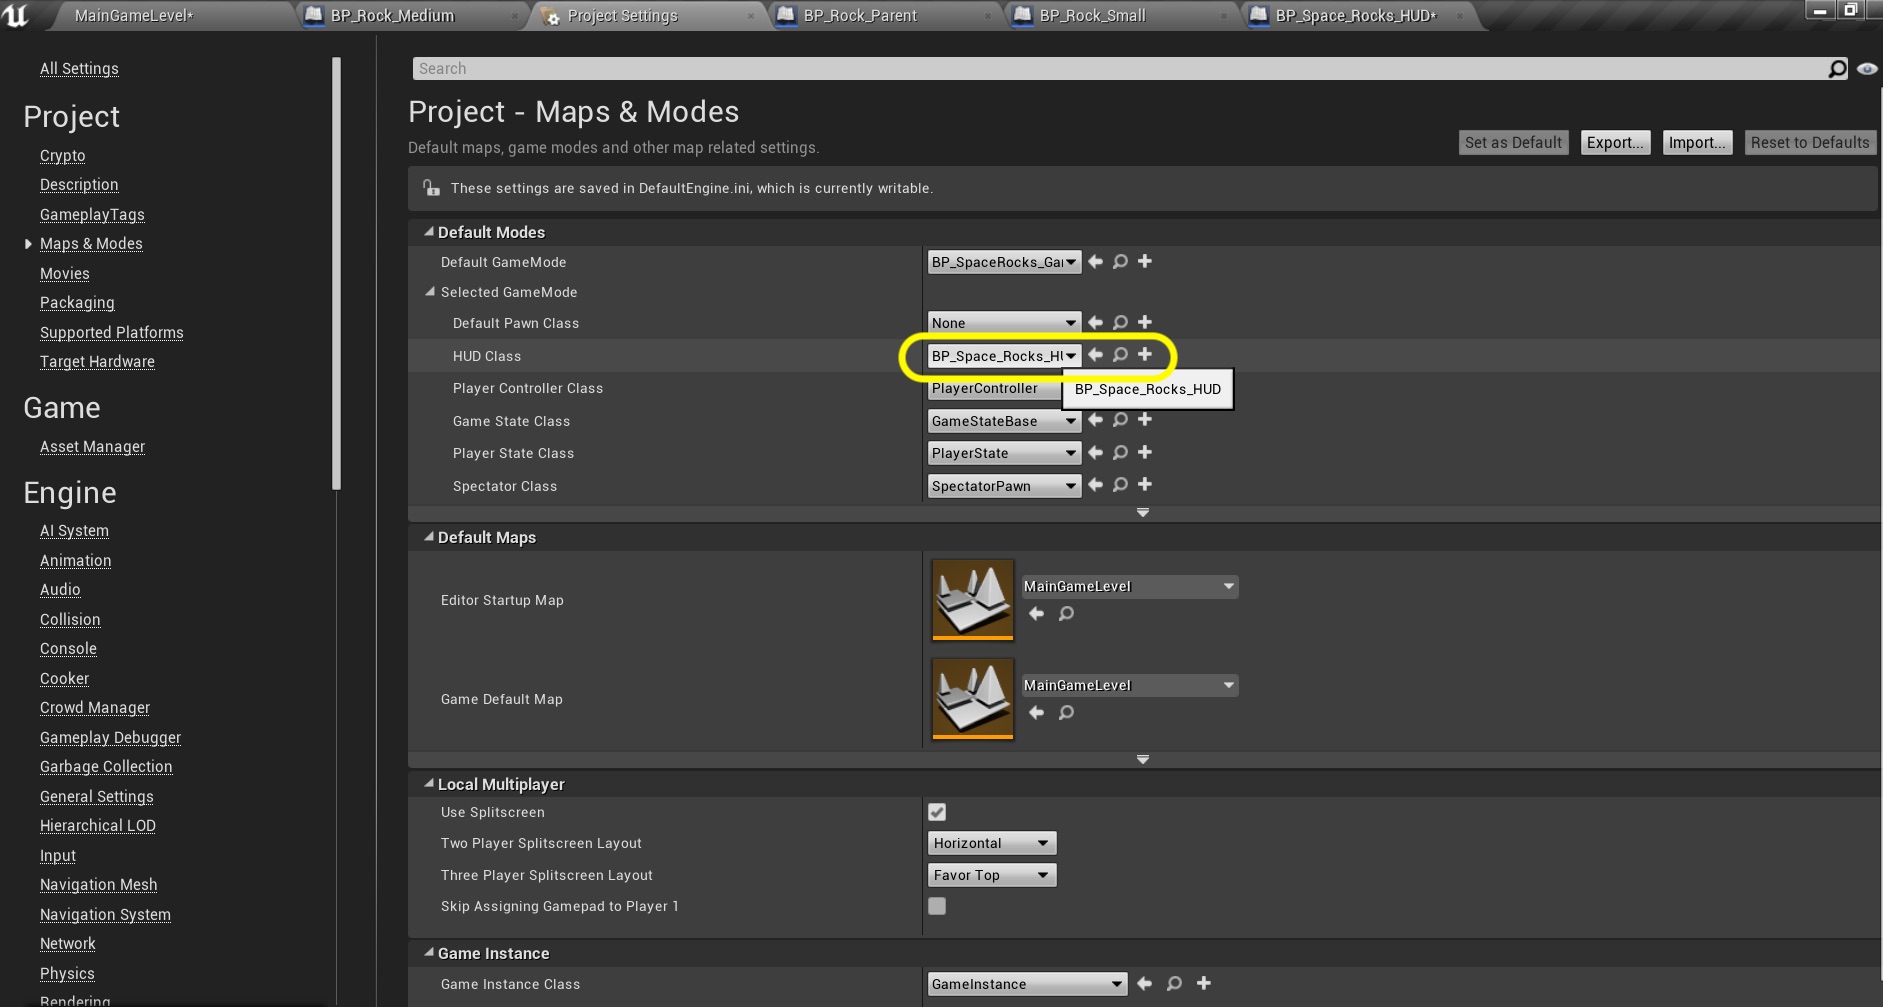 MainGameLevel*
BP_Rock_Medium
Project Settings
BP_Rock_Parent
BP_Rock_Small
BP_Space_Rocks_HUD*
All Settings
Project
Crypto
Description
GameplayTags
Maps & Modes
Movies
Packaging
Supported Platforms
Target Hardware
Game
Asset Manager
Engine
AI System
Animation
Audio
Collision
Console
Cooker
Crowd Manager
Gameplay Debugger
Garbage Collection
General Settings
Hierarchical LOD
Input
Navigation Mesh
Navigation System
Network
Physics
Rendering
Search
Project - Maps & Modes
Default maps, game modes and other map related settings.
Set as Default
Export...
Import...
Reset to Defaults
These settings are saved in DefaultEngine.ini, which is currently writable.
Default Modes
Default GameMode
BP_SpaceRocks_Gar
Selected GameMode
Default Pawn Class
None
HUD Class
BP_Space_Rocks_HU
Player Controller Class
PlayerController
BP_Space_Rocks_HUD
Game State Class
GameStateBase
Player State Class
PlayerState
Spectator Class
SpectatorPawn
Default Maps
Editor Startup Map
MainGameLevel
Game Default Map
MainGameLevel
Local Multiplayer
Use Splitscreen
Two Player Splitscreen Layout
Horizontal
Three Player Splitscreen Layout
Favor Top
Skip Assigning Gamepad to Player 1
Game Instance
Game Instance Class
GameInstance